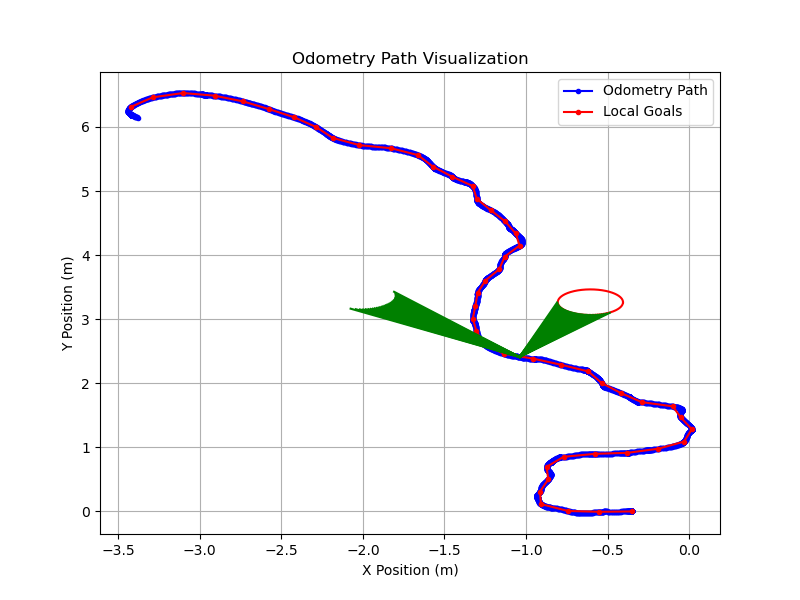 Odometry Path Visualization
Odometry Path
Local Goals
Y Position (m)
6
5
4
3
2
1
0
−3.5 −3.0 −2.5 −2.0 −1.5 −1.0 −0.5 0.0
X Position (m)